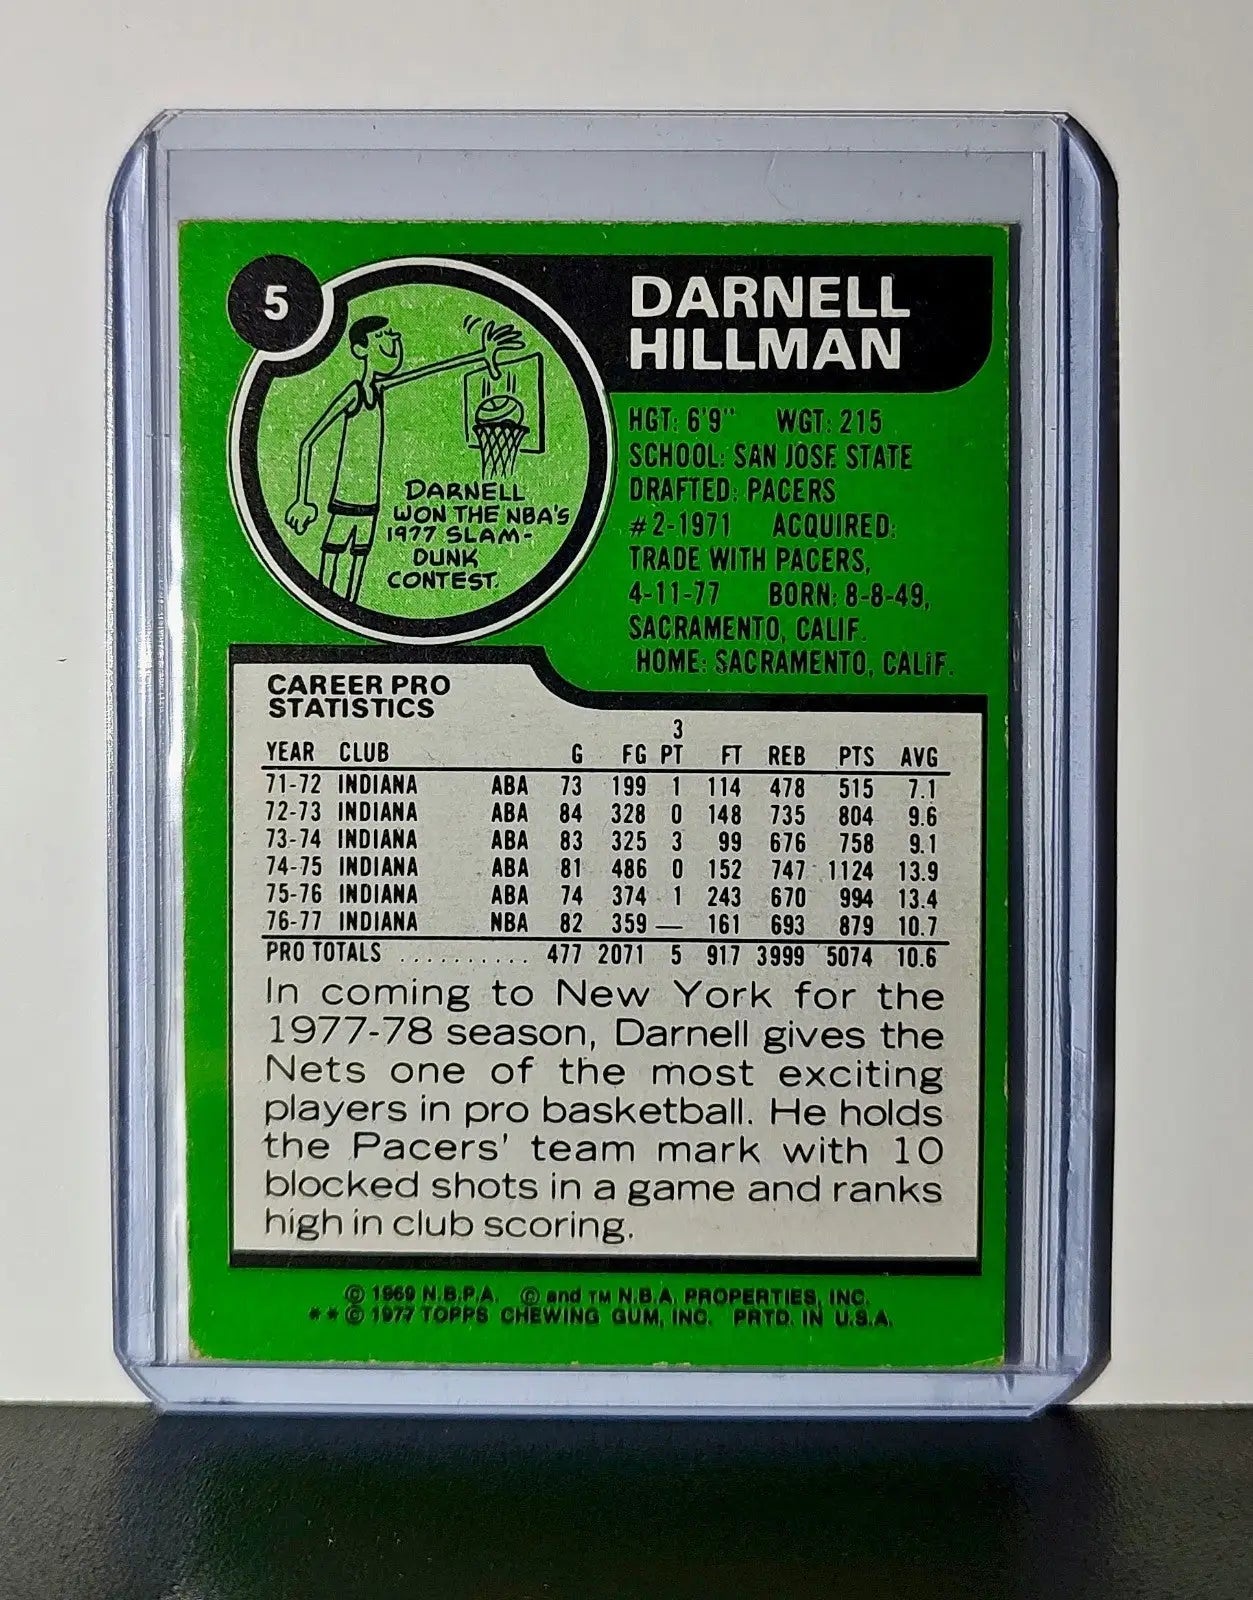 5
DARNELL
HILLMAN
DARNELL
WON THE NBA'S
1977 SLAM-
DUNK
CONTEST.
HGT: 6'9" WGT: 215
SCHOOL: SAN JOSE STATE
DRAFTED: PACERS
#2-1971 ACQUIRED:
TRADE WITH PACERS,
4-11-77 BORN: 8-8-49,
SACRAMENTO, CALIF.
HOME: SACRAMENTO, CALIF.
CAREER PRO
STATISTICS
3
YEAR CLUB G FG PT FT REB PTS AVG
71-72 INDIANA ABA 73 199 1 114 478 515 7.1
72-73 INDIANA ABA 84 328 0 148 735 804 9.6
73-74 INDIANA ABA 83 325 3 99 676 758 9.1
74-75 INDIANA ABA 81 486 0 152 747 1124 13.9
75-76 INDIANA ABA 74 374 1 243 670 994 13.4
76-77 INDIANA NBA 82 359 — 161 693 879 10.7
PRO TOTALS .......... 477 2071 5 917 3999 5074 10.6
In coming to New York for the
1977-78 season, Darnell gives the
Nets one of the most exciting
players in pro basketball. He holds
the Pacers' team mark with 10
blocked shots in a game and ranks
high in club scoring.
© 1969 N.B.P.A. © and TM N.B.A. PROPERTIES, INC.
**© 1977 TOPPS CHEWING GUM, INC. PRTD. IN U.S.A.